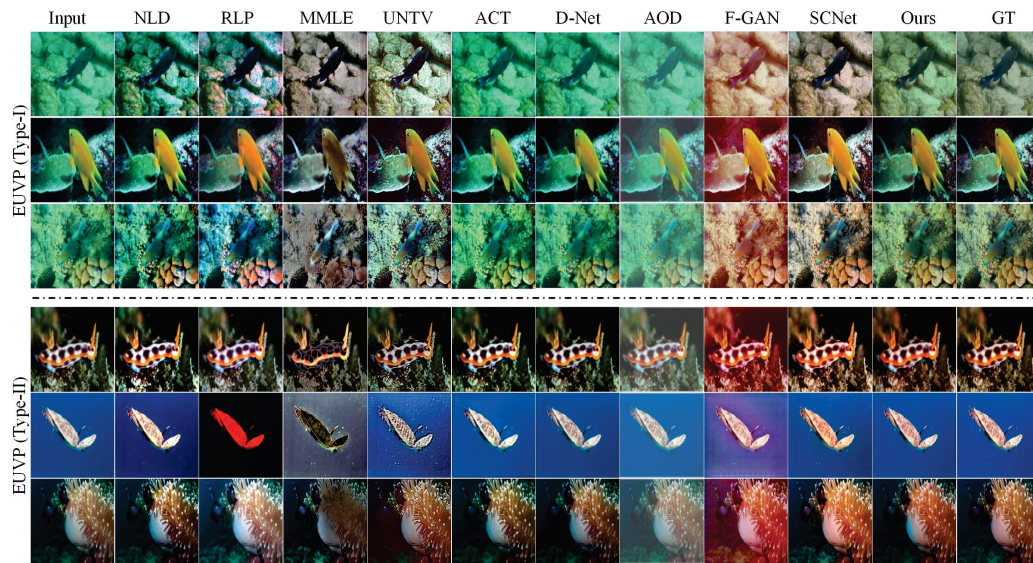 Input NLD RLP MMLE UNTV ACT D-Net AOD F-GAN SCNet Ours GT
EUVP (Type-I)
EUVP (Type-II)